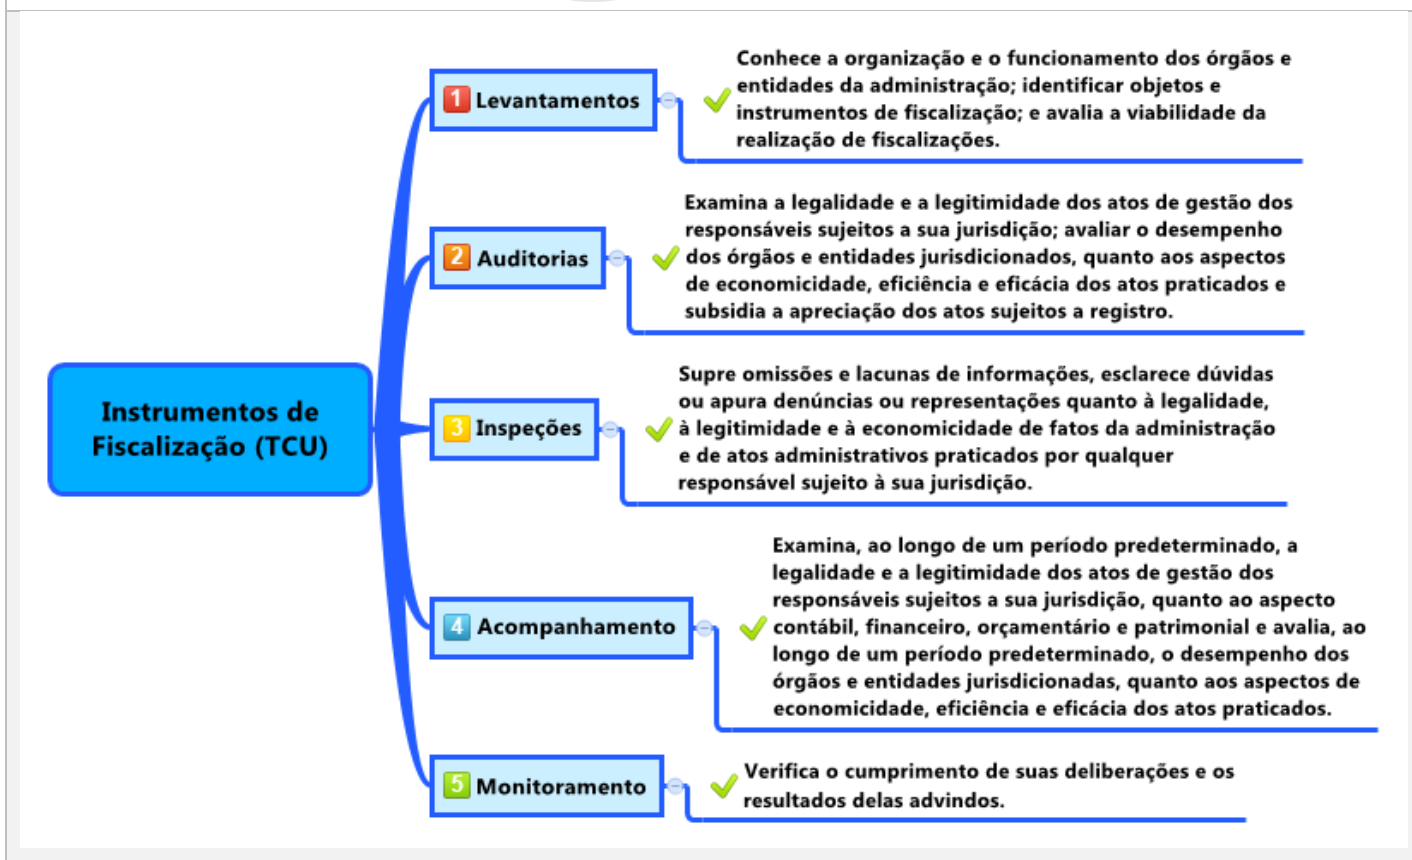 Instrumentos de
Fiscalização (TCU)
1 Levantamentos
Conhece a organização e o funcionamento dos órgãos e
entidades da administração; identificar objetos e
instrumentos de fiscalização; e avalia a viabilidade da
realização de fiscalizações.
2 Auditorias
Examina a legalidade e a legitimidade dos atos de gestão dos
responsáveis sujeitos a sua jurisdição; avaliar o desempenho
dos órgãos e entidades jurisdicionados, quanto aos aspectos
de economicidade, eficiência e eficácia dos atos praticados e
subsidia a apreciação dos atos sujeitos a registro.
3 Inspeções
Supre omissões e lacunas de informações, esclarece dúvidas
ou apura denúncias ou representações quanto à legalidade,
à legitimidade e à economicidade de fatos da administração
e de atos administrativos praticados por qualquer
responsável sujeito à sua jurisdição.
4 Acompanhamento
Examina, ao longo de um período predeterminado, a
legalidade e a legitimidade dos atos de gestão dos
responsáveis sujeitos a sua jurisdição, quanto ao aspecto
contábil, financeiro, orçamentário e patrimonial e avalia, ao
longo de um período predeterminado, o desempenho dos
órgãos e entidades jurisdicionadas, quanto aos aspectos de
economicidade, eficiência e eficácia dos atos praticados.
5 Monitoramento
Verifica o cumprimento de suas deliberações e os
resultados delas advindos.